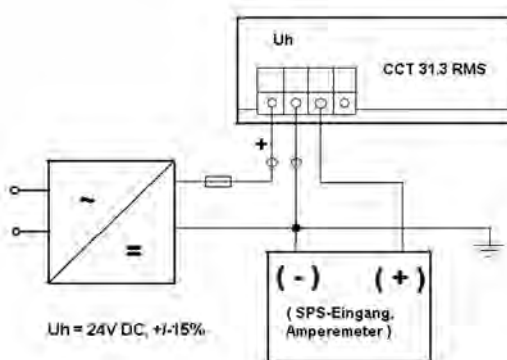 Uh
CCT 31.3 RMS
+
~
=
( - ) ( + )
( SPS-Eingang,
Amperemeter )
Uh = 24V DC, +/-15%